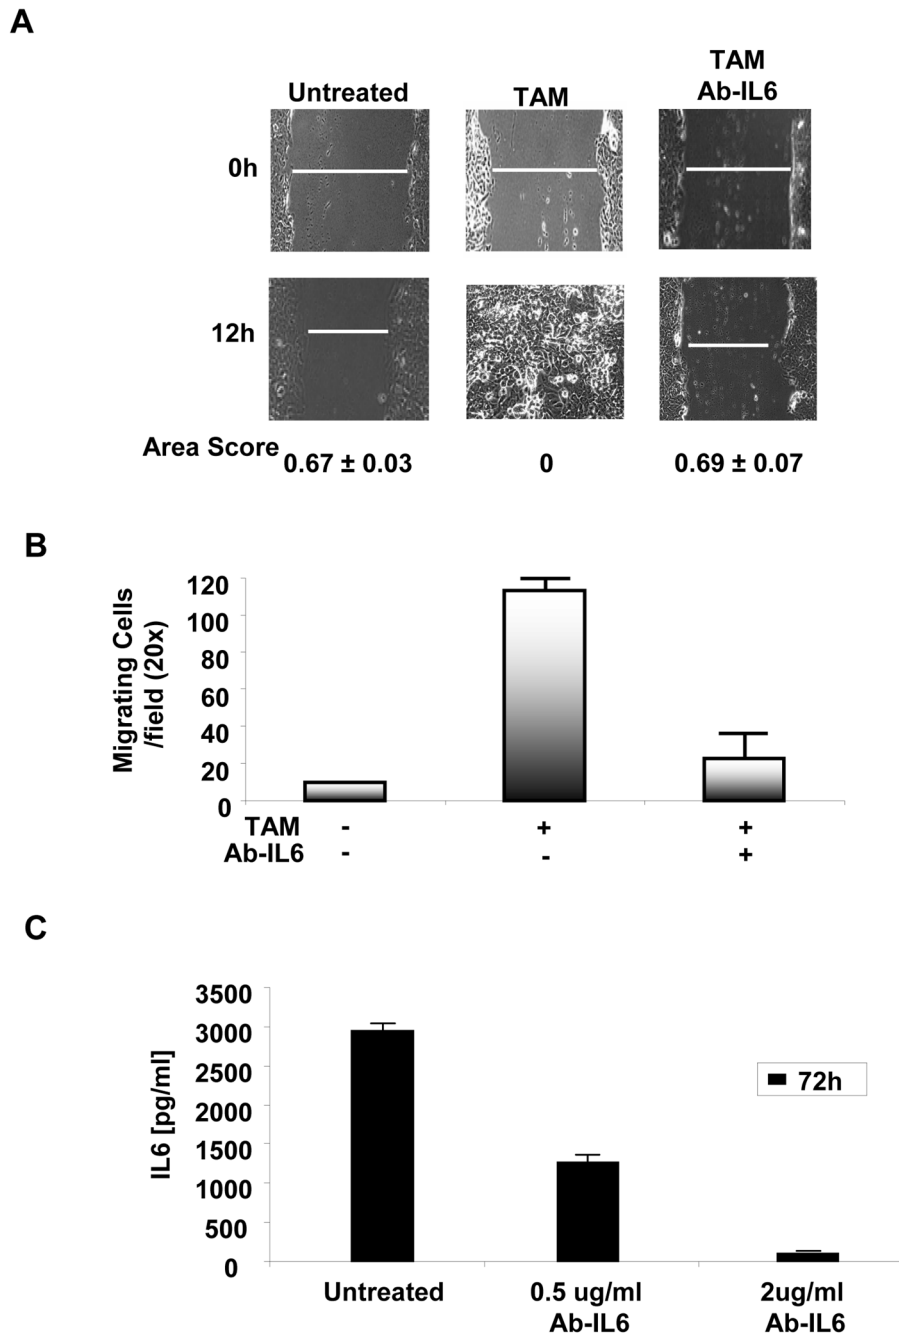 A
Untreated
TAM
TAM
Ab-IL6
0h
12h
Area Score
0.67 ± 0.03
0
0.69 ± 0.07
B
Migrating Cells
/field (20x)
120
100
80
60
40
20
0
TAM - + +
Ab-IL6 - - +
C
IL6 [pg/ml]
3500
3000
2500
2000
1500
1000
500
0
72h
Untreated
0.5 ug/ml
Ab-IL6
2ug/ml
Ab-IL6